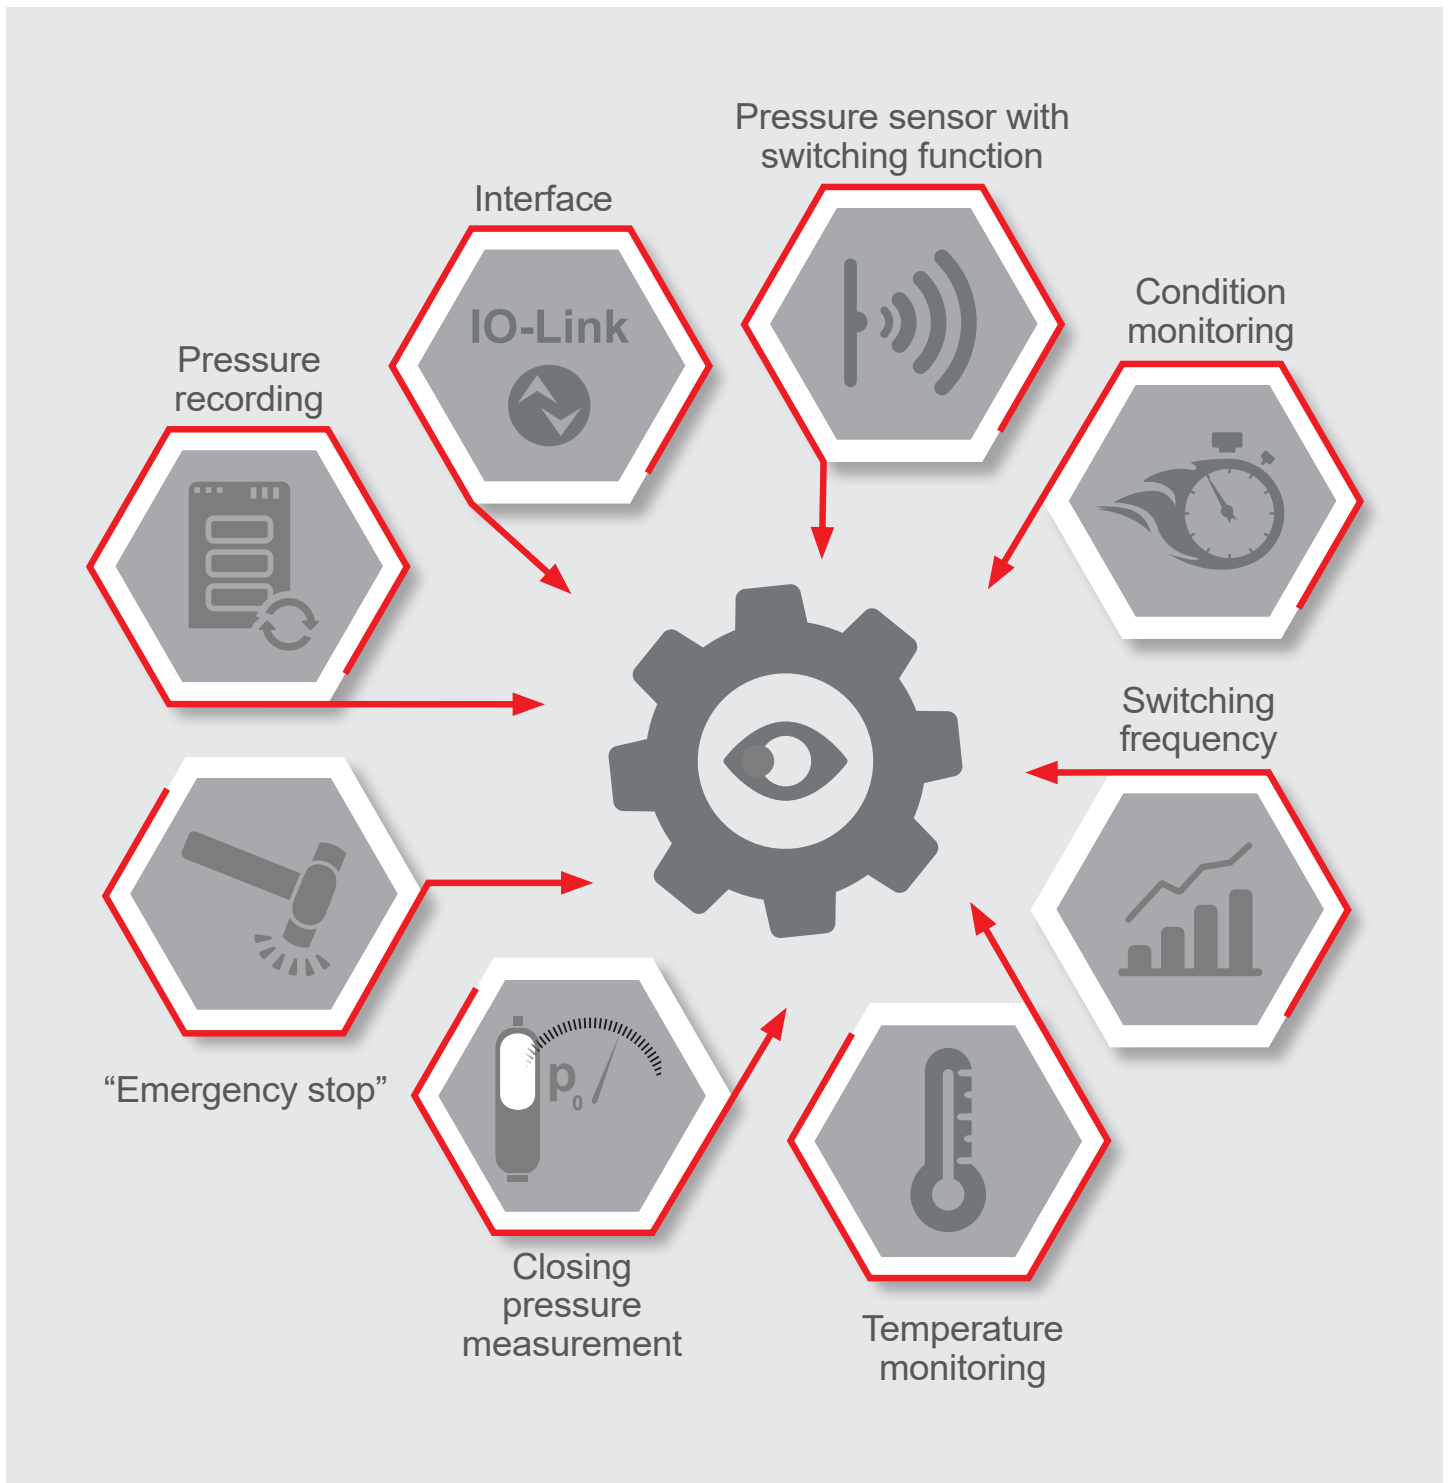 Pressure sensor with
switching function
Interface
IO-Link
Condition
monitoring
Pressure
recording
Switching
frequency
“Emergency stop”
p0
Closing
pressure
measurement
Temperature
monitoring